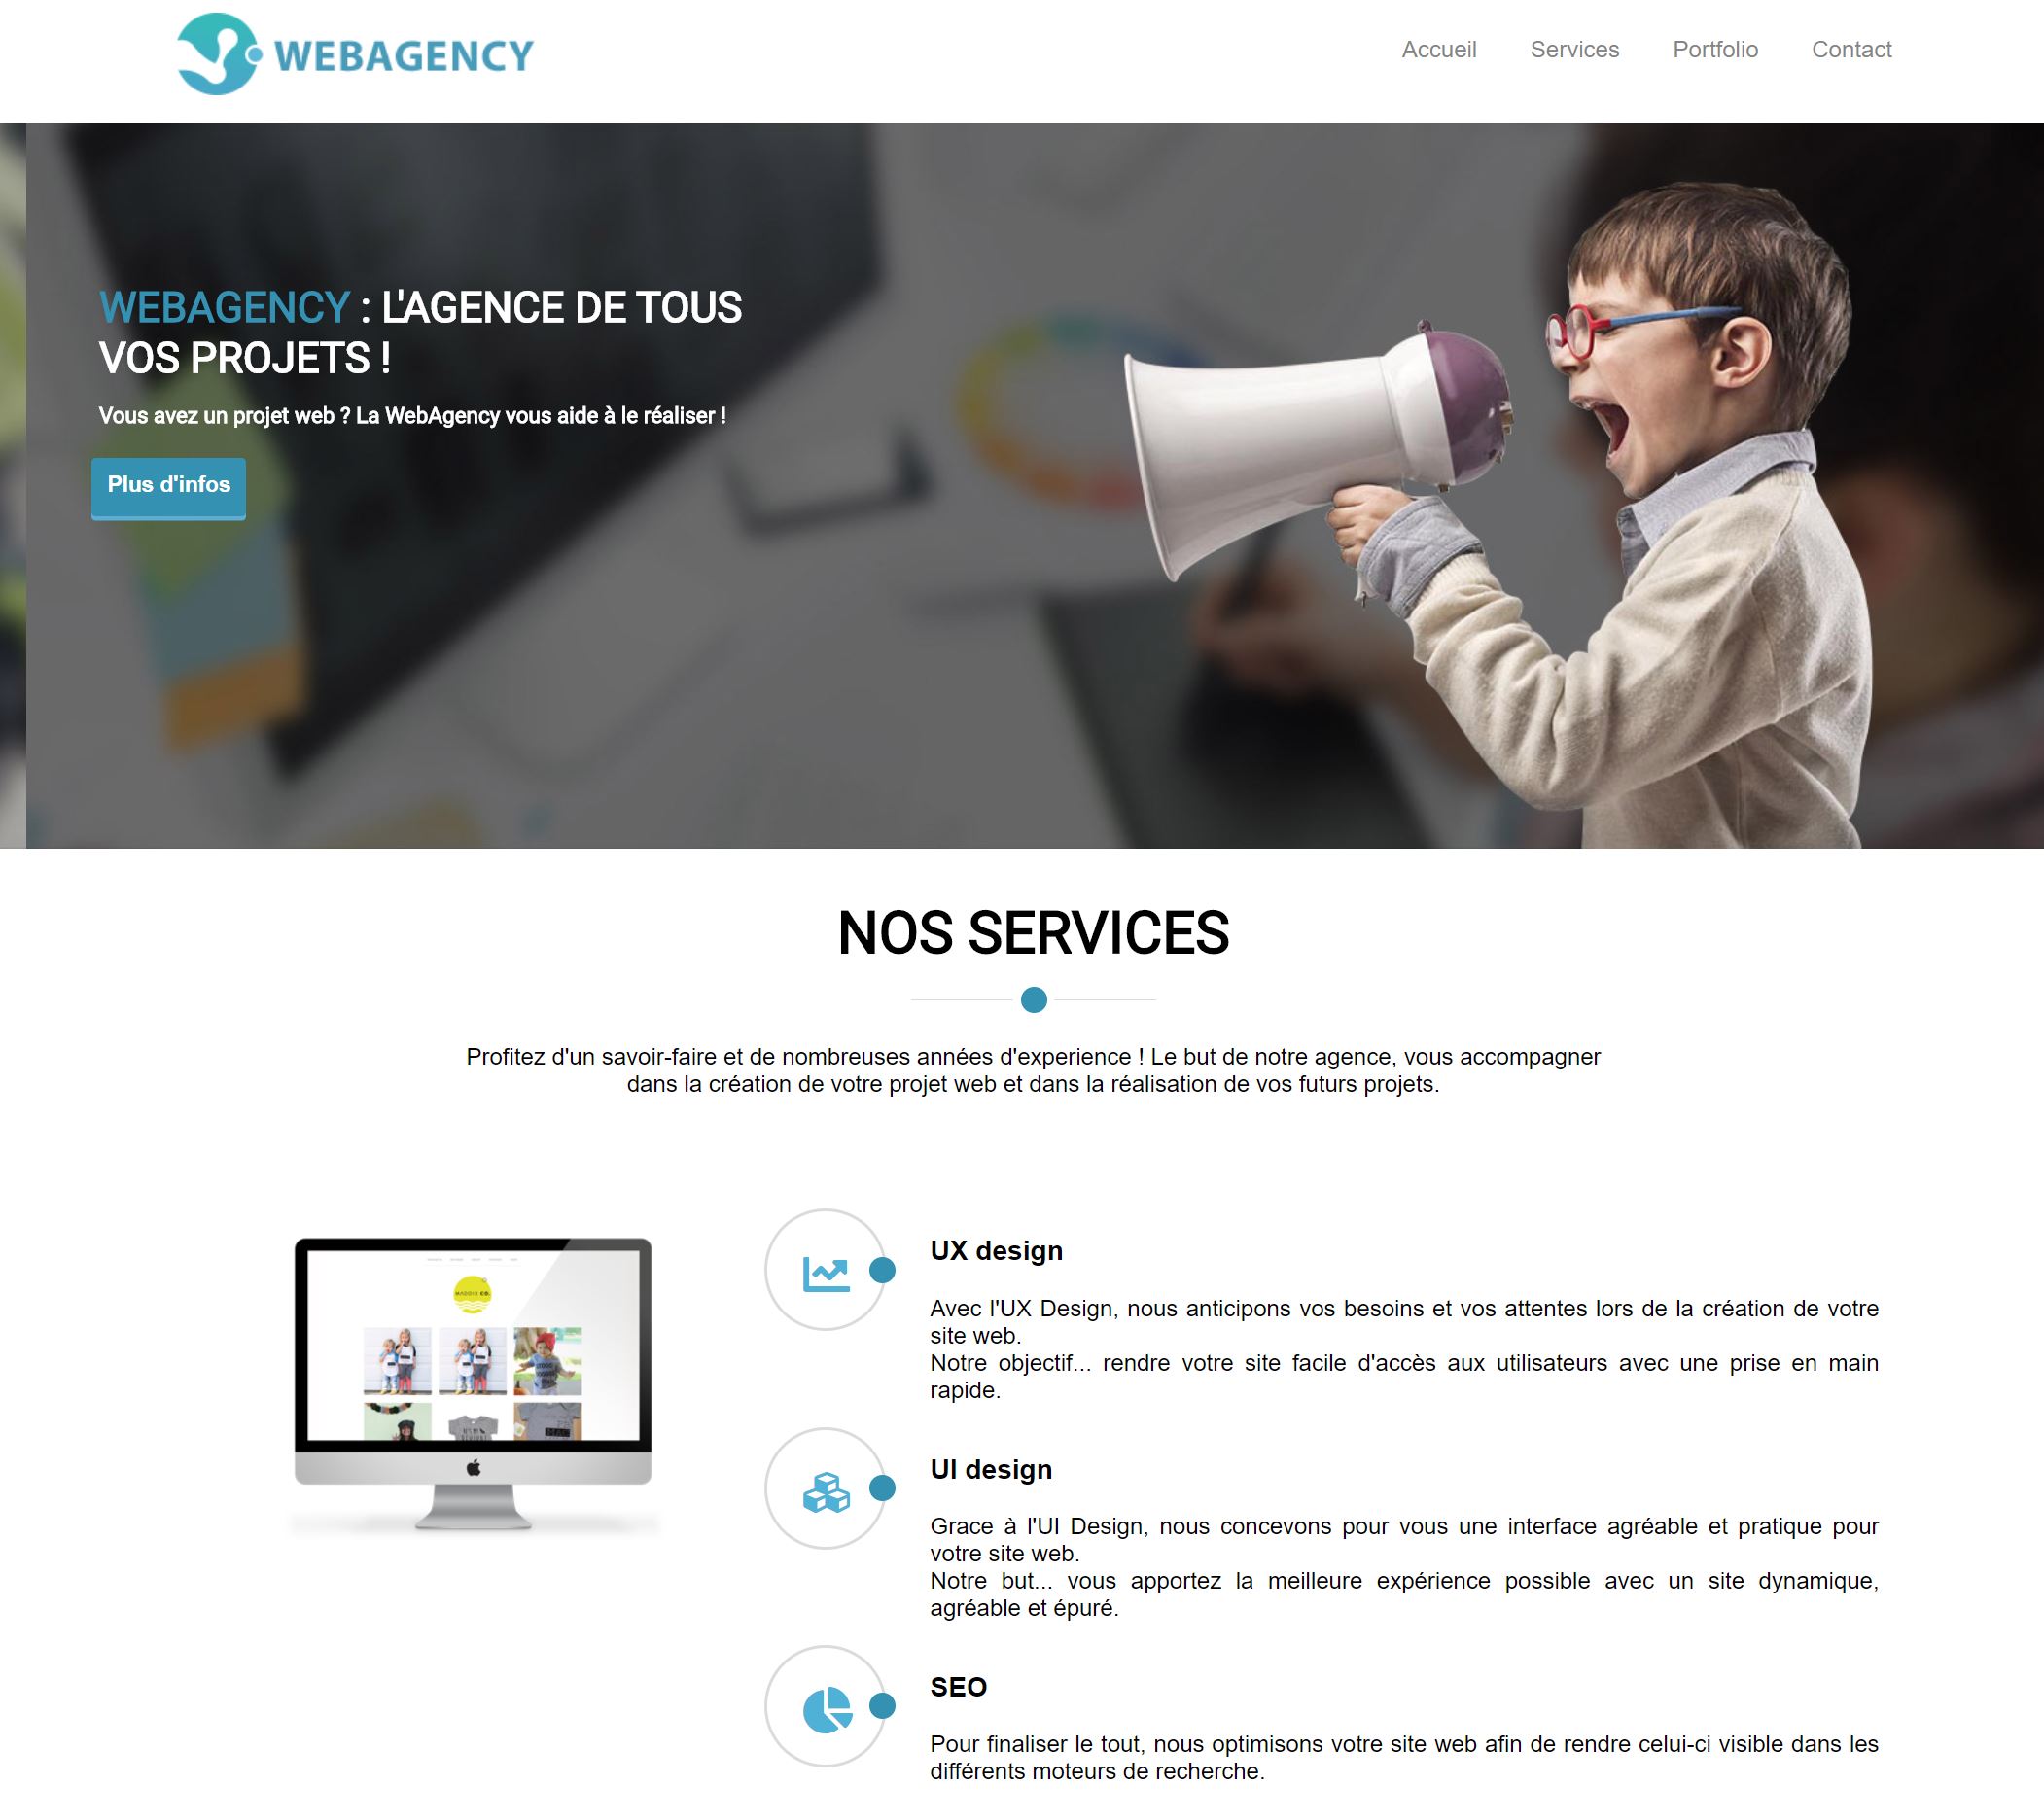 WEBAGENCY
Accueil Services Portfolio Contact
WEBAGENCY : L'AGENCE DE TOUS
VOS PROJETS !
Vous avez un projet web ? La WebAgency vous aide à le réaliser !
Plus d'infos
NOS SERVICES
Profitez d'un savoir-faire et de nombreuses années d'experience ! Le but de notre agence, vous accompagner
dans la création de votre projet web et dans la réalisation de vos futurs projets.
UX design
Avec l'UX Design, nous anticipons vos besoins et vos attentes lors de la création de votre
site web.
Notre objectif... rendre votre site facile d'accès aux utilisateurs avec une prise en main
rapide.
UI design
Grace à l'UI Design, nous concevons pour vous une interface agréable et pratique pour
votre site web.
Notre but... vous apportez la meilleure expérience possible avec un site dynamique,
agréable et épuré.
SEO
Pour finaliser le tout, nous optimisons votre site web afin de rendre celui-ci visible dans les
différents moteurs de recherche.